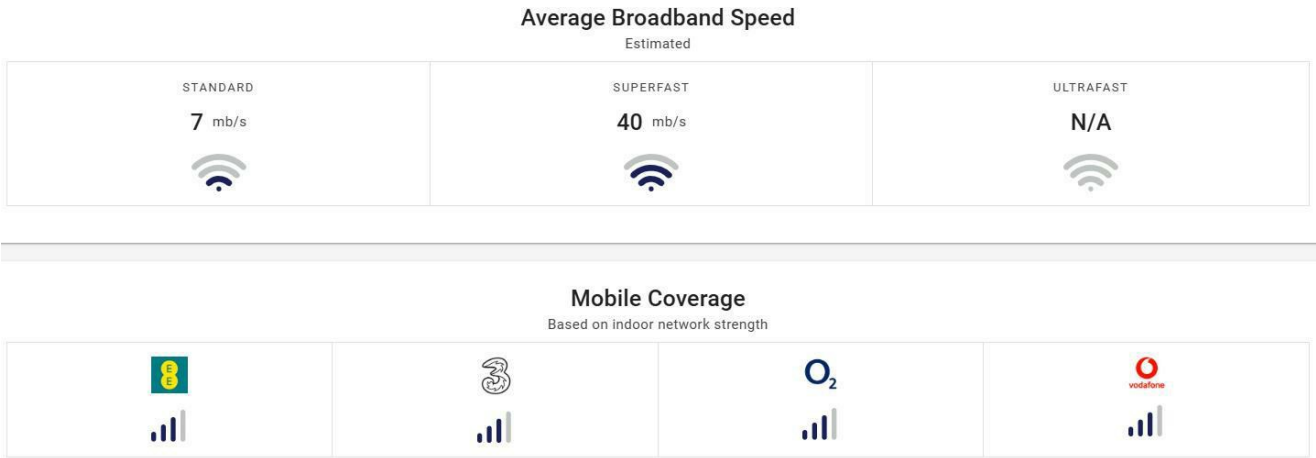 Average Broadband Speed
Estimated
STANDARD
7 mb/s
SUPERFAST
40 mb/s
ULTRAFAST
N/A
Mobile Coverage
Based on indoor network strength
EE
3
O2
vodafone